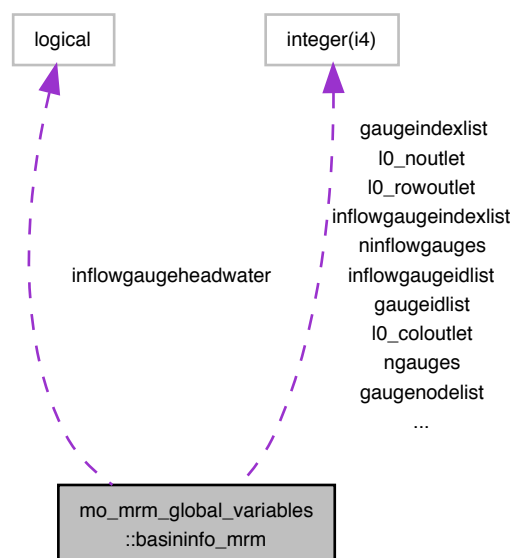 logical
integer(i4)
gaugeindexlist
l0_noutlet
l0_rowoutlet
inflowgaugeindexlist
ninflowgauges
inflowgaugeheadwater
inflowgaugeidlist
gaugeidlist
l0_coloutlet
ngauges
gaugenodelist
...
mo_mrm_global_variables
::basininfo_mrm